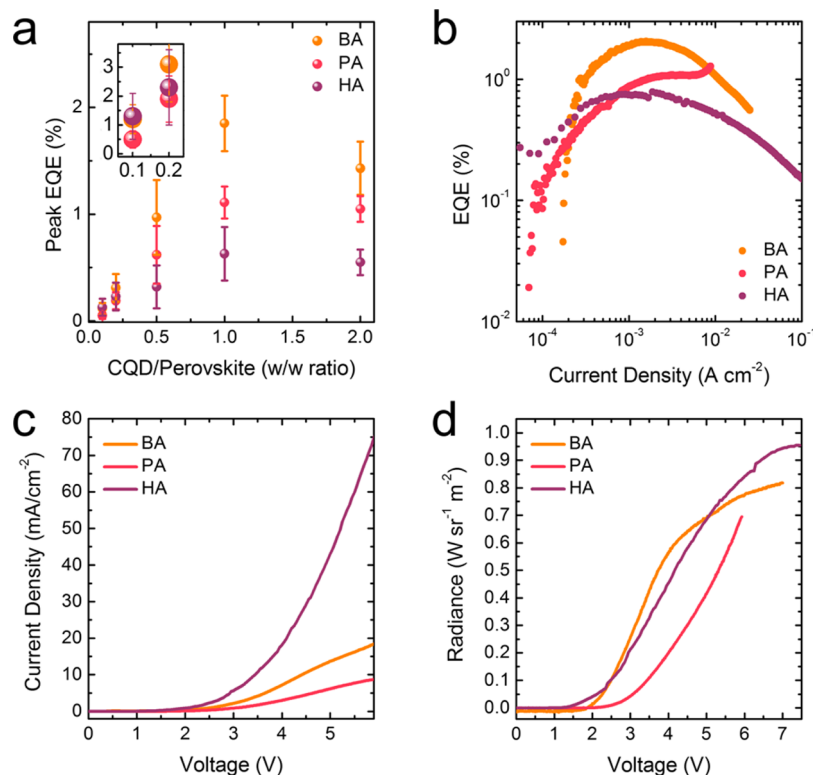 a
BA
PA
HA
Peak EQE (%)
2
1
0
3
2
1
0
0.1 0.2
0.0 0.5 1.0 1.5 2.0
CQD/Perovskite (w/w ratio)
b
EQE (%)
10⁰
10⁻¹
10⁻²
BA
PA
HA
10⁻⁴ 10⁻³ 10⁻² 10⁻¹
Current Density (A cm⁻²)
c
BA
PA
HA
Current Density (mA/cm⁻²)
80
70
60
50
40
30
20
10
0
0 1 2 3 4 5
Voltage (V)
d
BA
PA
HA
Radiance (W sr⁻¹ m⁻²)
1.0
0.9
0.8
0.7
0.6
0.5
0.4
0.3
0.2
0.1
0.0
0 1 2 3 4 5 6 7
Voltage (V)